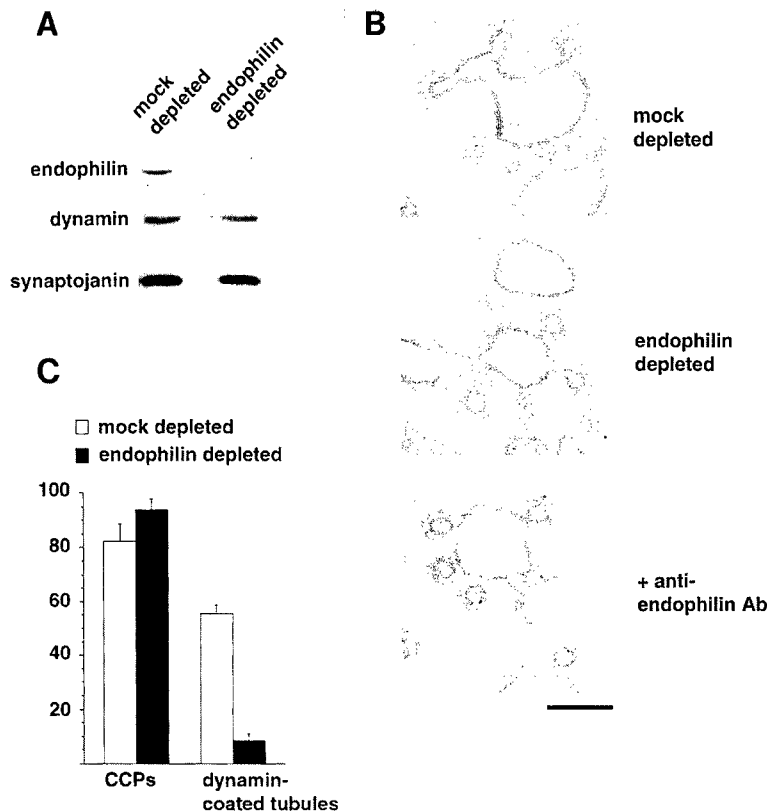 A
mock
depleted
endophilin
depleted
endophilin
dynamin
synaptojanin
B
mock
depleted
endophilin
depleted
+ anti-
endophilin Ab
C
mock depleted
endophilin depleted
100
80
60
40
20
CCPs
dynamin-
coated tubules